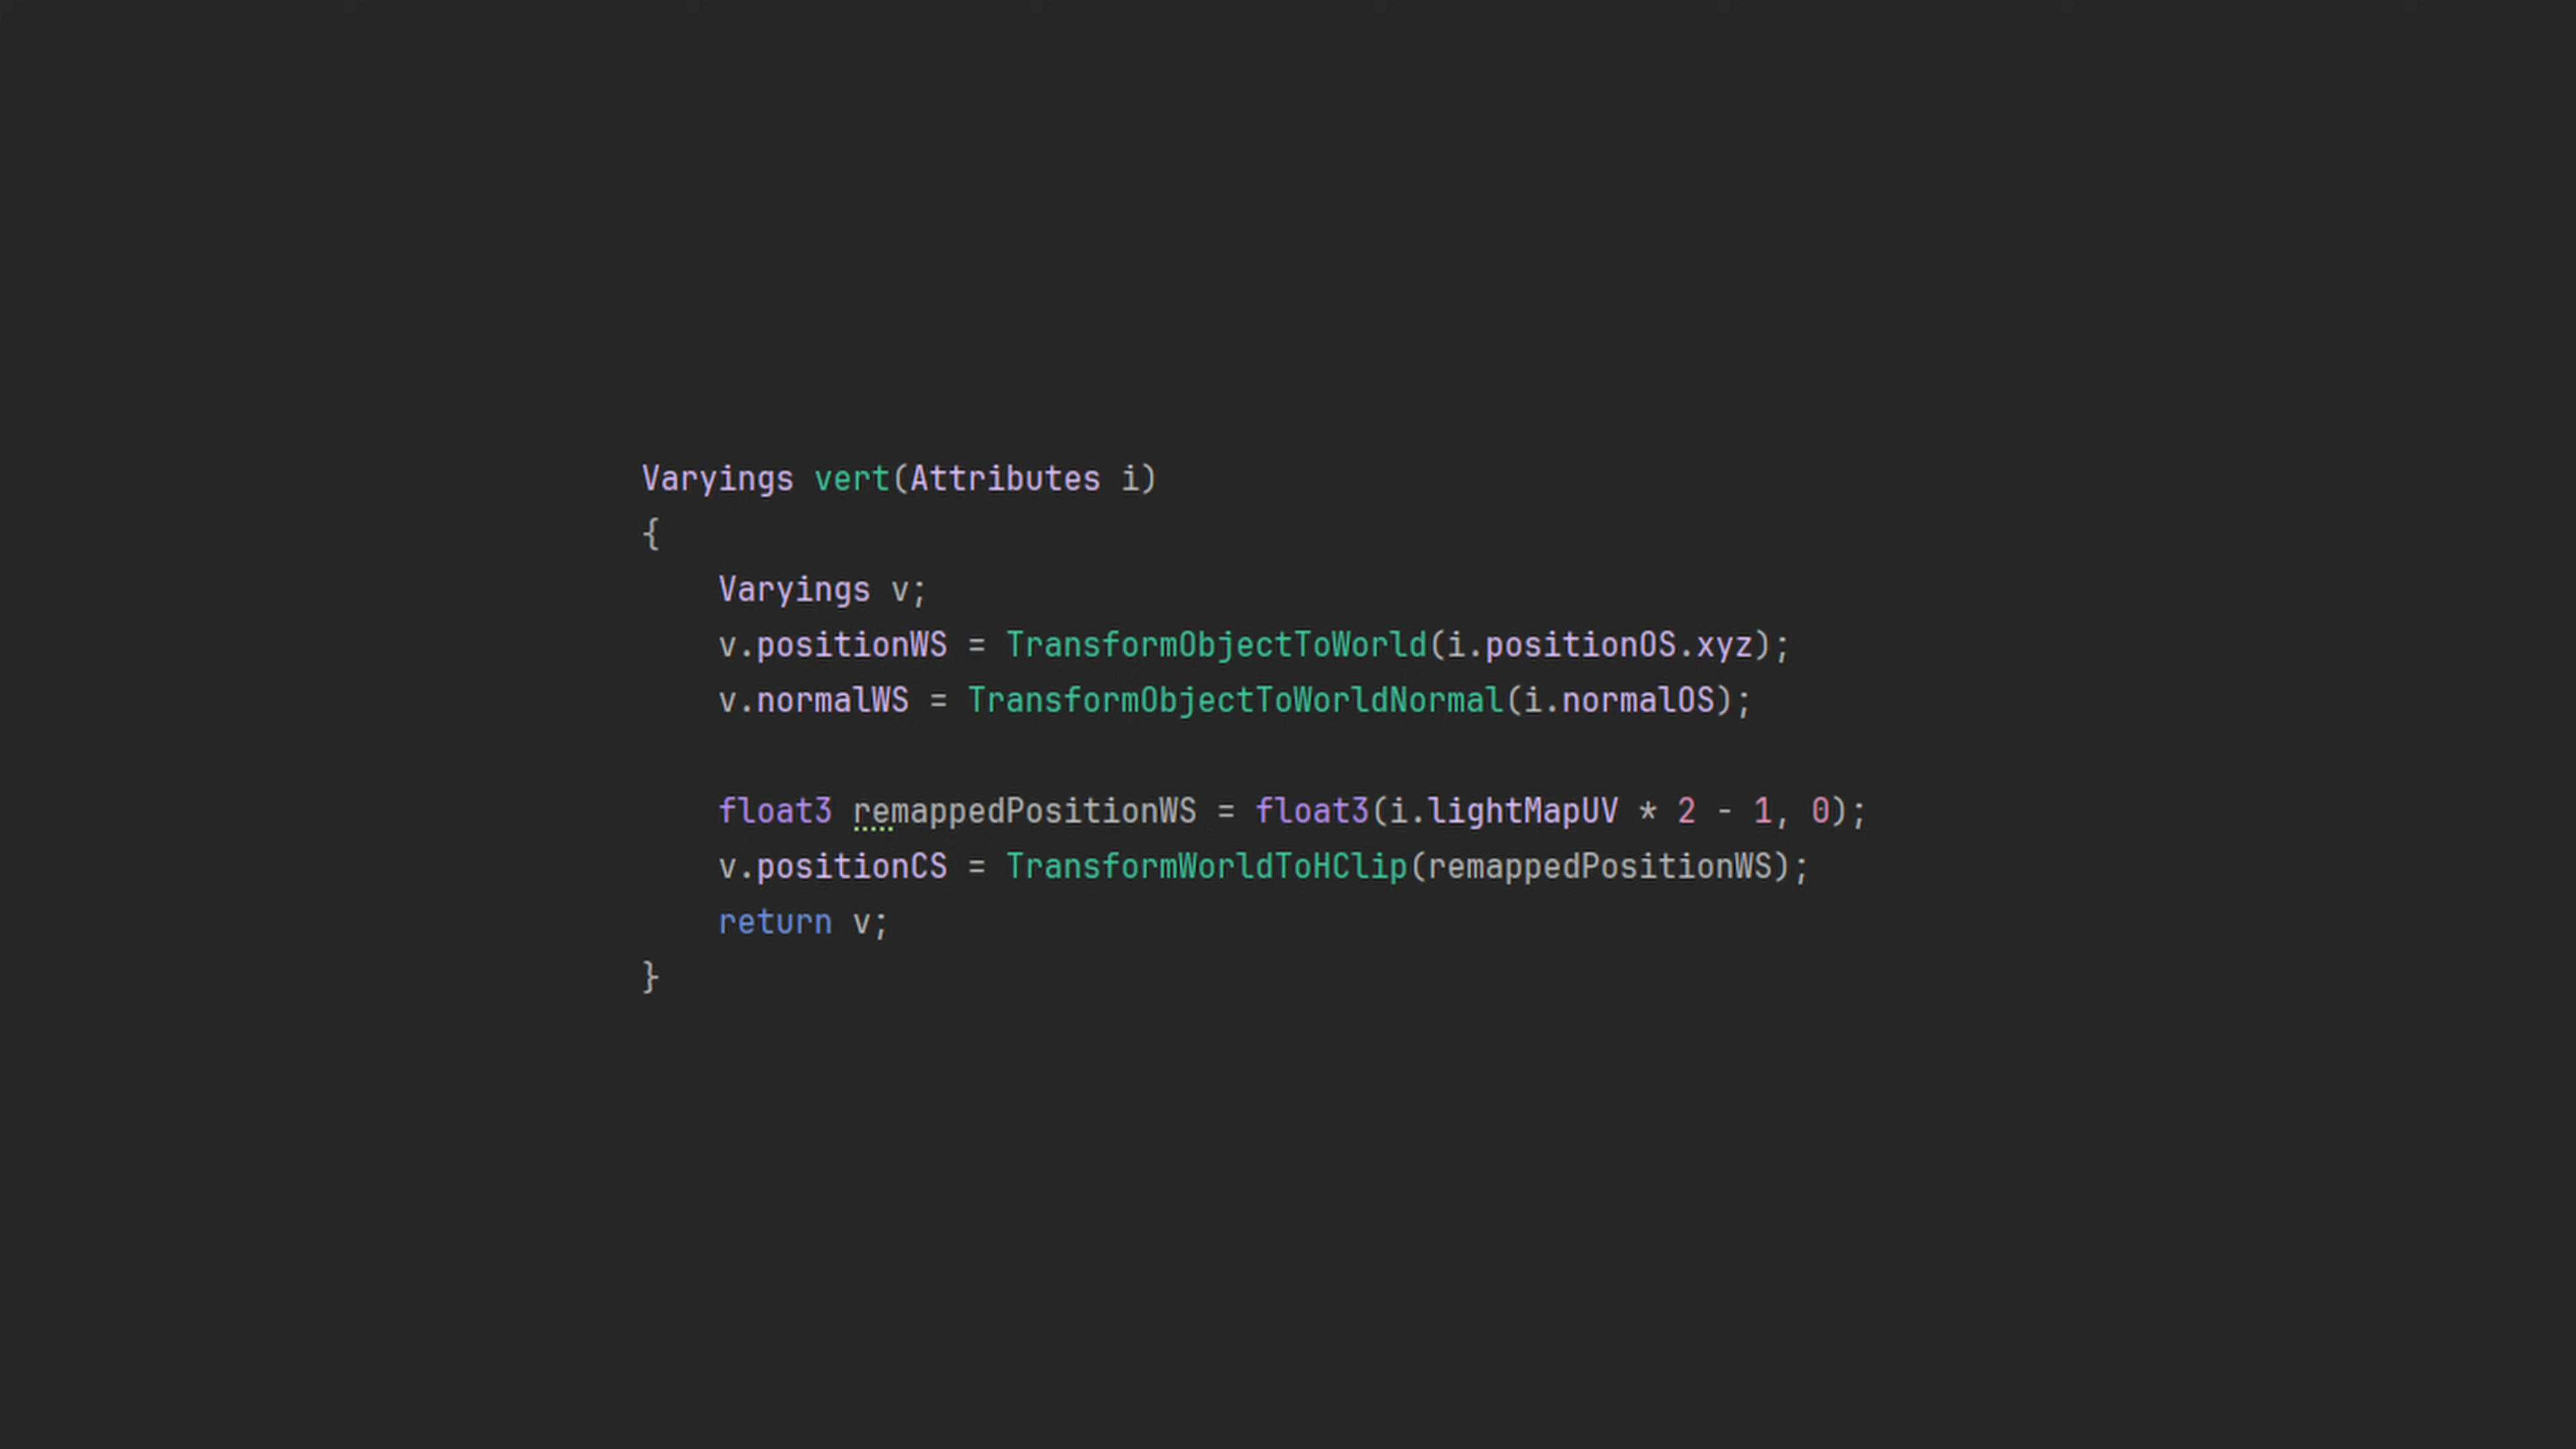 Varyings vert(Attributes i)
{
    Varyings v;
    v.positionWS = TransformObjectToWorld(i.positionOS.xyz);
    v.normalWS = TransformObjectToWorldNormal(i.normalOS);
    float3 remappedPositionWS = float3(i.lightMapUV * 2 - 1, 0);
    v.positionCS = TransformWorldToHClip(remappedPositionWS);
    return v;
}